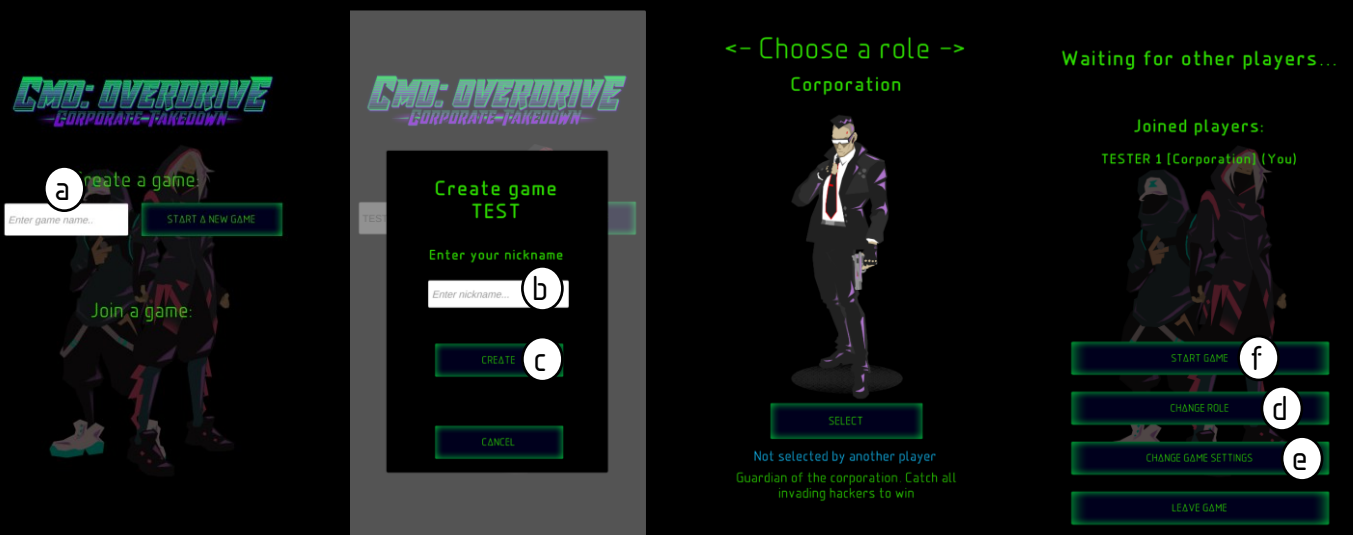 CMD: OVERDRIVE
-CORPORATE-TAKEDOWN-
a
Create a game:
Enter game name..
START A NEW GAME
Join a game:
CMD: OVERDRIVE
-CORPORATE-TAKEDOWN-
Create game
TEST
TEST
Enter your nickname
Enter nickname...
b
CREATE
c
CANCEL
<- Choose a role ->
Corporation
SELECT
Not selected by another player
Guardian of the corporation. Catch all
invading hackers to win
Waiting for other players...
Joined players:
TESTER 1 [Corporation] (You)
START GAME
f
CHANGE ROLE
d
CHANGE GAME SETTINGS
e
LEAVE GAME